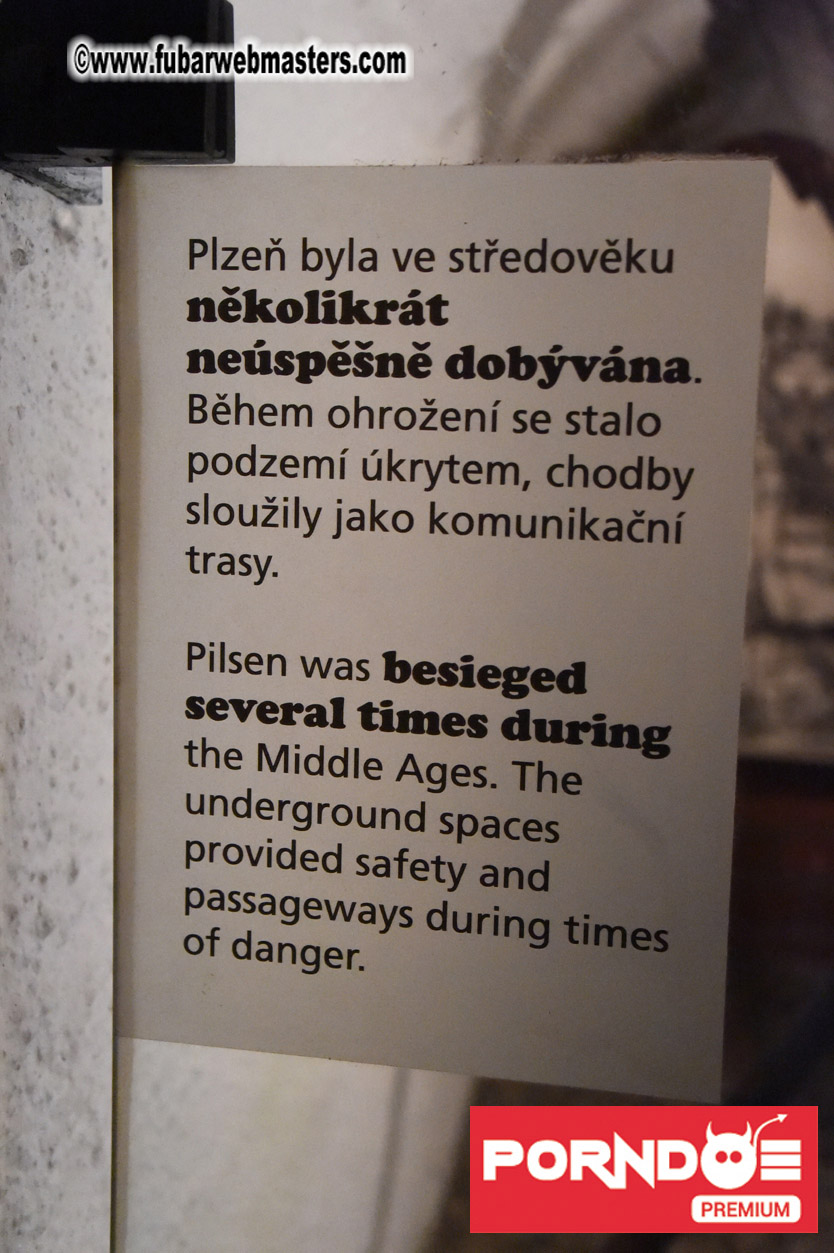 ©www.fubarwebmasters.com
Plzeň byla ve středověku
několikrát
neúspěšně dobývána.
Během ohrožení se stalo
podzemí úkrytem, chodby
sloužily jako komunikační
trasy.
Pilsen was besieged
several times during
the Middle Ages. The
underground spaces
provided safety and
passageways during times
of danger.
PORNDOE
PREMIUM